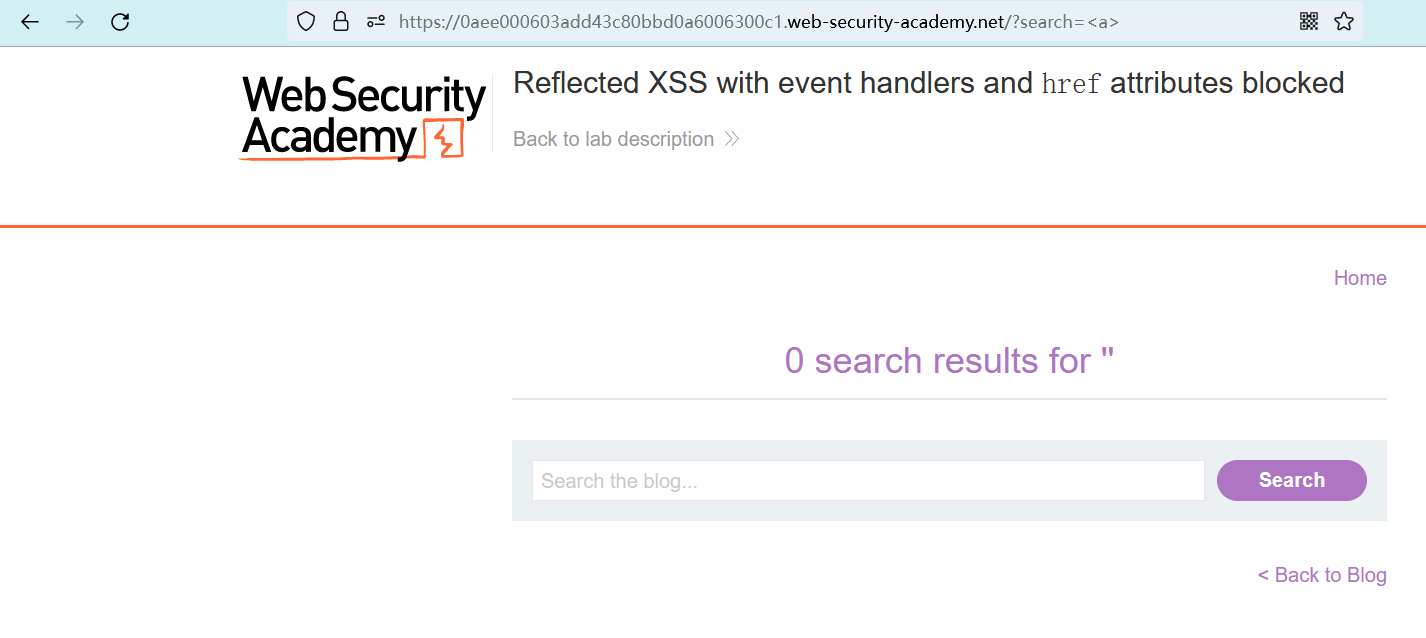 https://0aee000603add43c80bbd0a6006300c1.web-security-academy.net/?search=<a>
Web Security
Academy
Reflected XSS with event handlers and href attributes blocked
Back to lab description
Home
0 search results for "
Search the blog...
Search
< Back to Blog